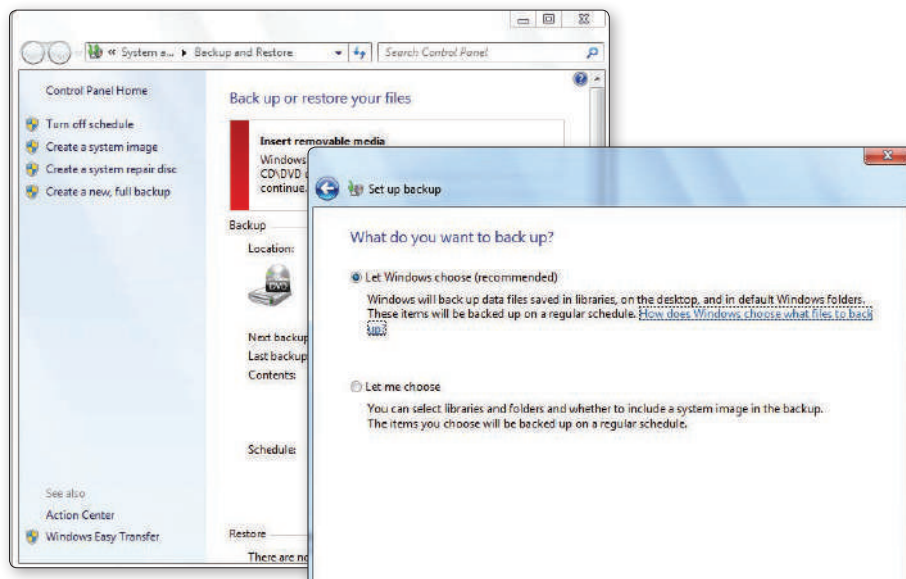 « System a... ▸ Backup and Restore
Search Control Panel
Control Panel Home
Turn off schedule
Create a system image
Create a system repair disc
Create a new, full backup
See also
Action Center
Windows Easy Transfer
Back up or restore your files
Insert removable media
Windows
CD\DVD
continue.
Backup
Location:
DVD
Next backup
Last backup
Contents:
Schedule:
Restore
There are no
Set up backup
What do you want to back up?
Let Windows choose (recommended)
Windows will back up data files saved in libraries, on the desktop, and in default Windows folders.
These items will be backed up on a regular schedule. How does Windows choose what files to back
up?
Let me choose
You can select libraries and folders and whether to include a system image in the backup.
The items you choose will be backed up on a regular schedule.